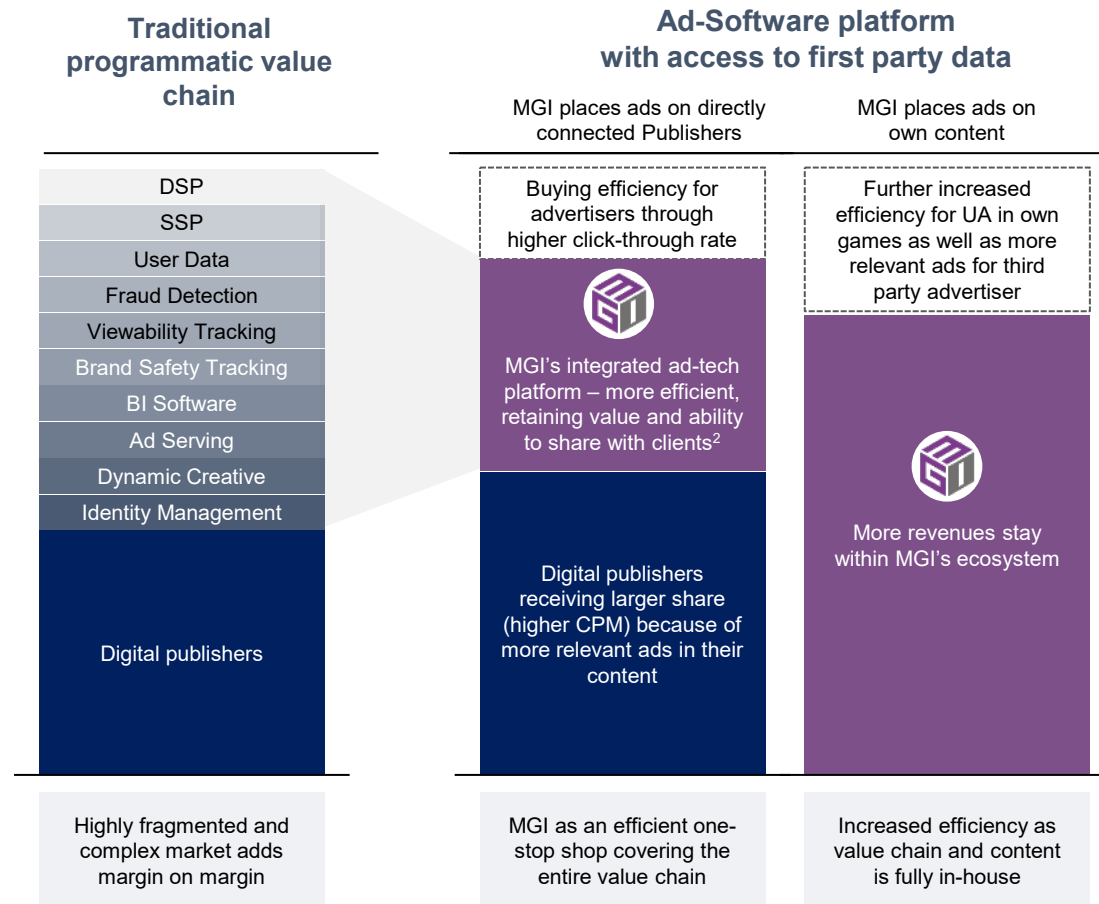 Traditional
programmatic value
chain
Ad-Software platform
with access to first party data
MGI places ads on directly
connected Publishers
MGI places ads on
own content
DSP
SSP
User Data
Fraud Detection
Viewability Tracking
Brand Safety Tracking
BI Software
Ad Serving
Dynamic Creative
Identity Management
Digital publishers
Highly fragmented and
complex market adds
margin on margin
Buying efficiency for
advertisers through
higher click-through rate
MGI
MGI’s integrated ad-tech
platform – more efficient,
retaining value and ability
to share with clients²
Digital publishers
receiving larger share
(higher CPM) because of
more relevant ads in their
content
MGI as an efficient one-
stop shop covering the
entire value chain
Further increased
efficiency for UA in own
games as well as more
relevant ads for third
party advertiser
MGI
More revenues stay
within MGI’s ecosystem
Increased efficiency as
value chain and content
is fully in-house